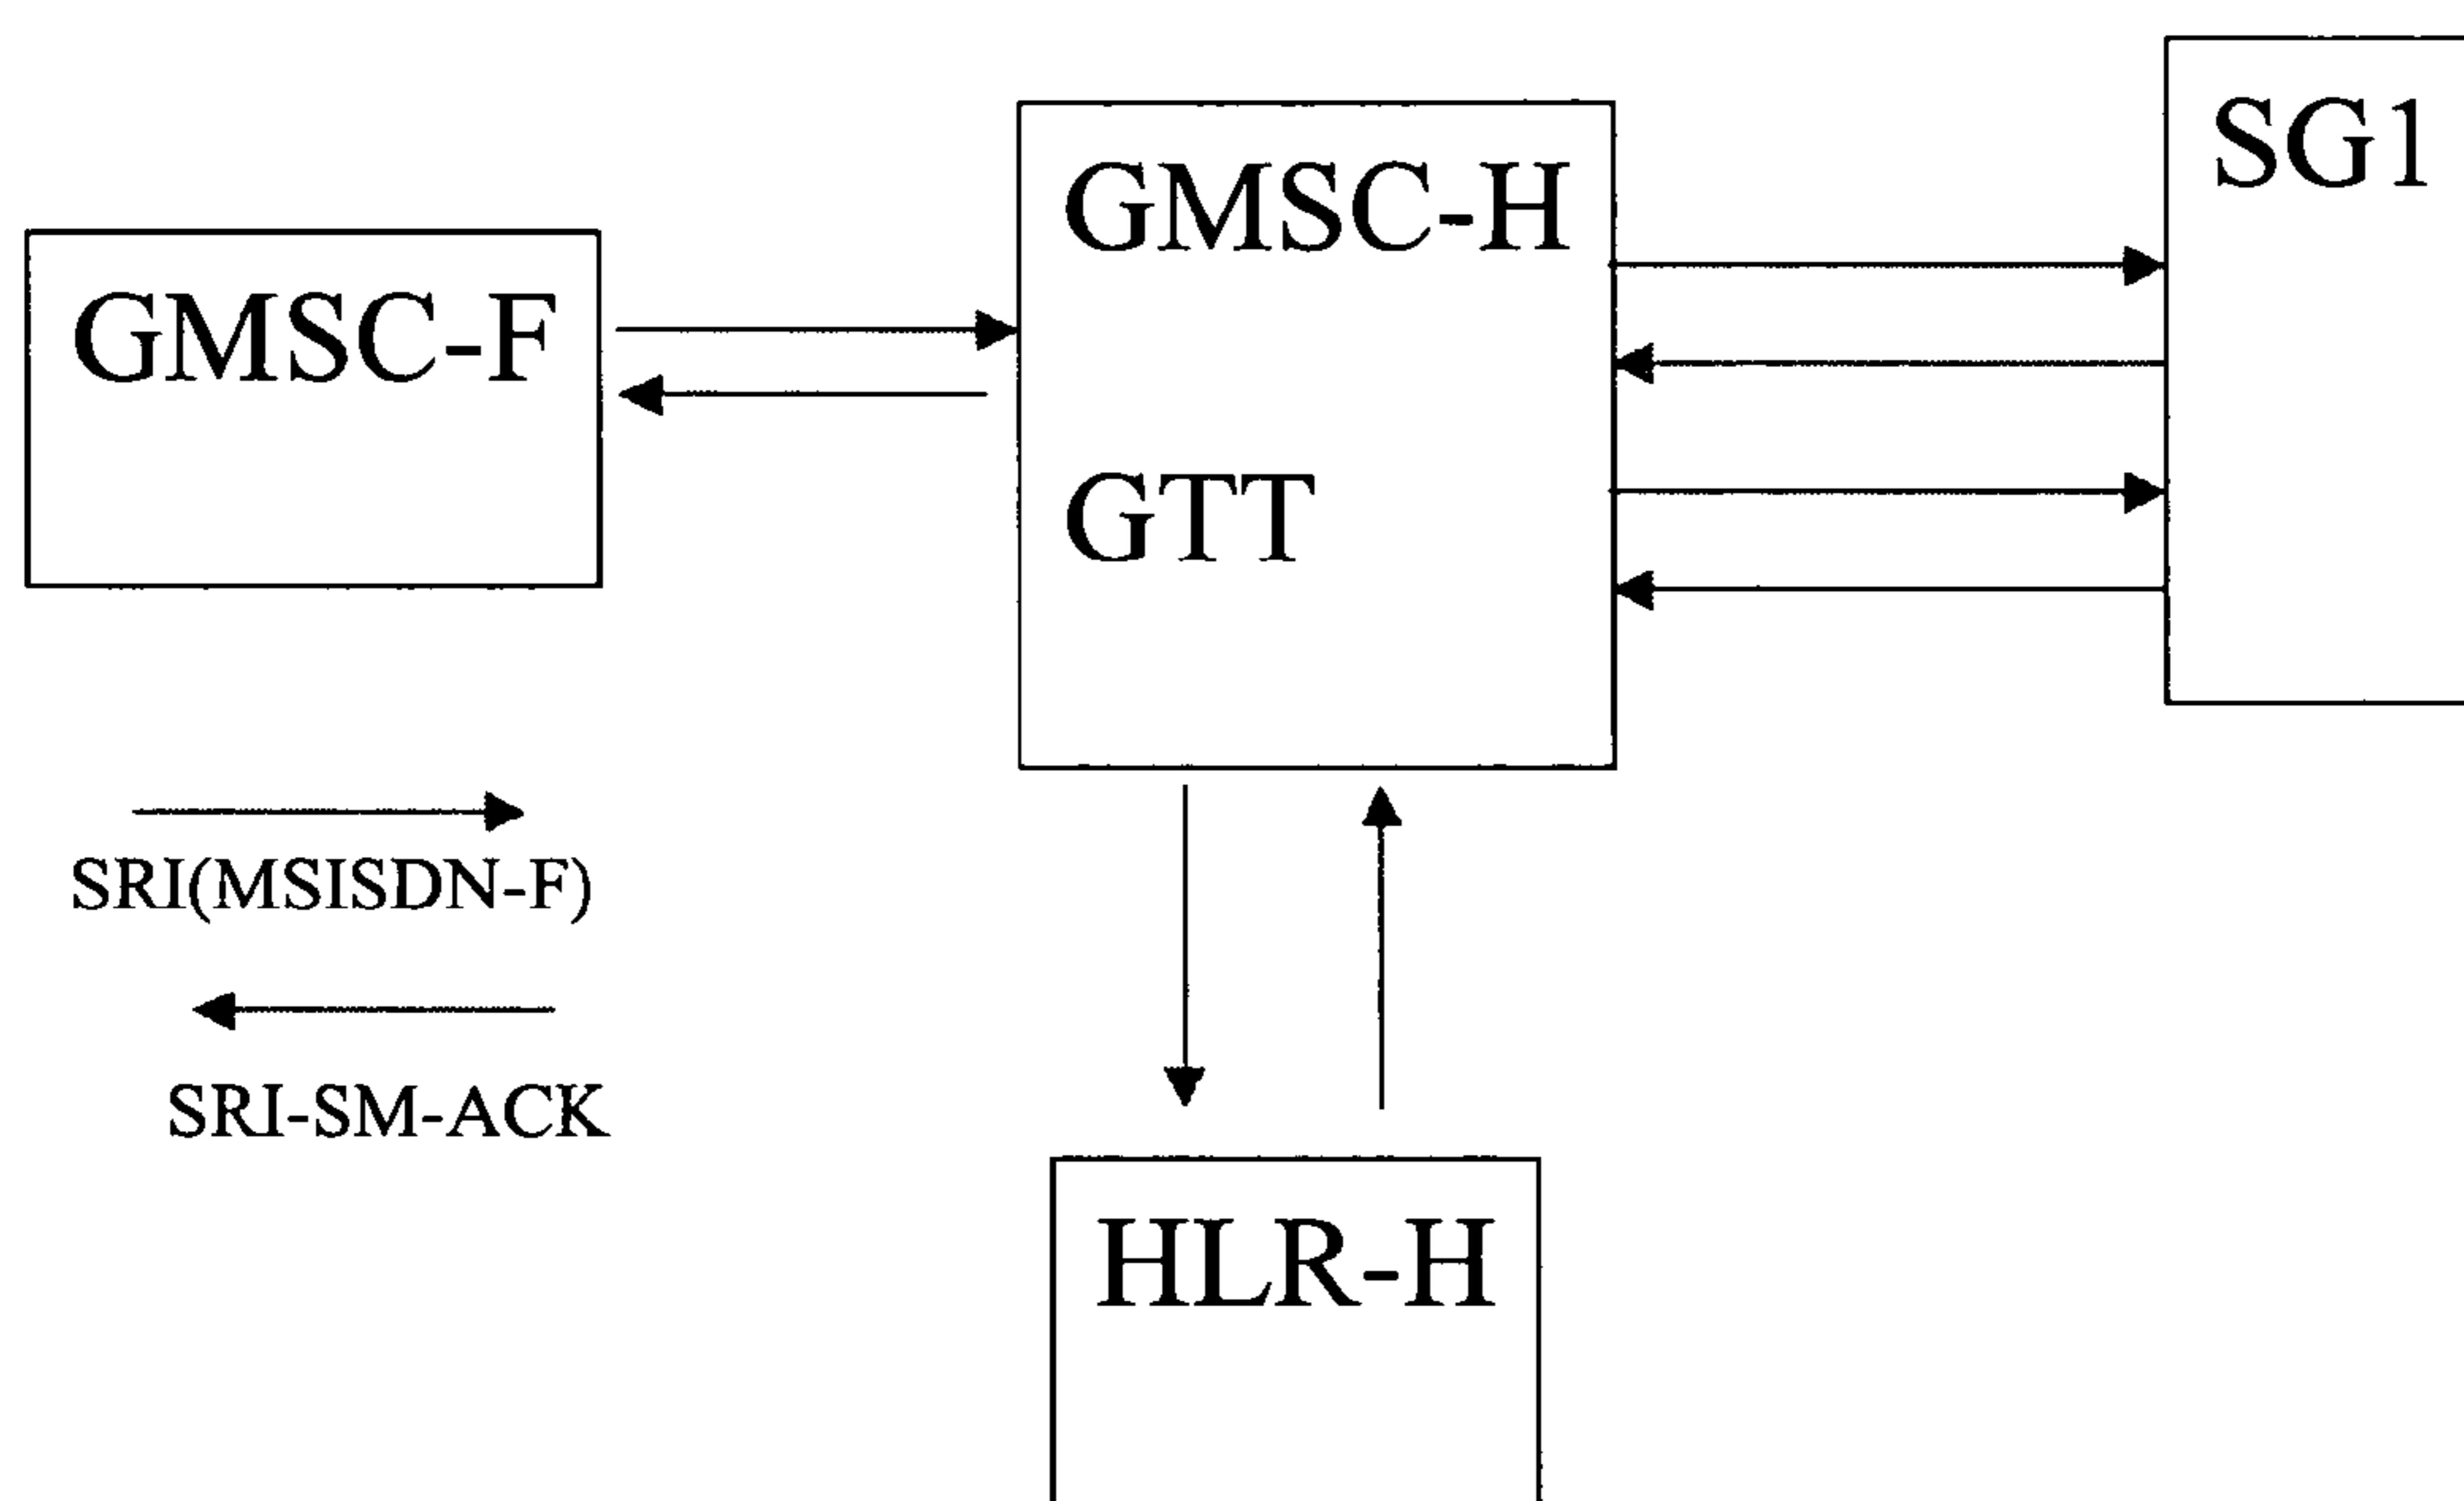 GMSC-F
GMSC-H
GTT
SG1
SRI(MSISDN-F)
SRI-SM-ACK
HLR-H